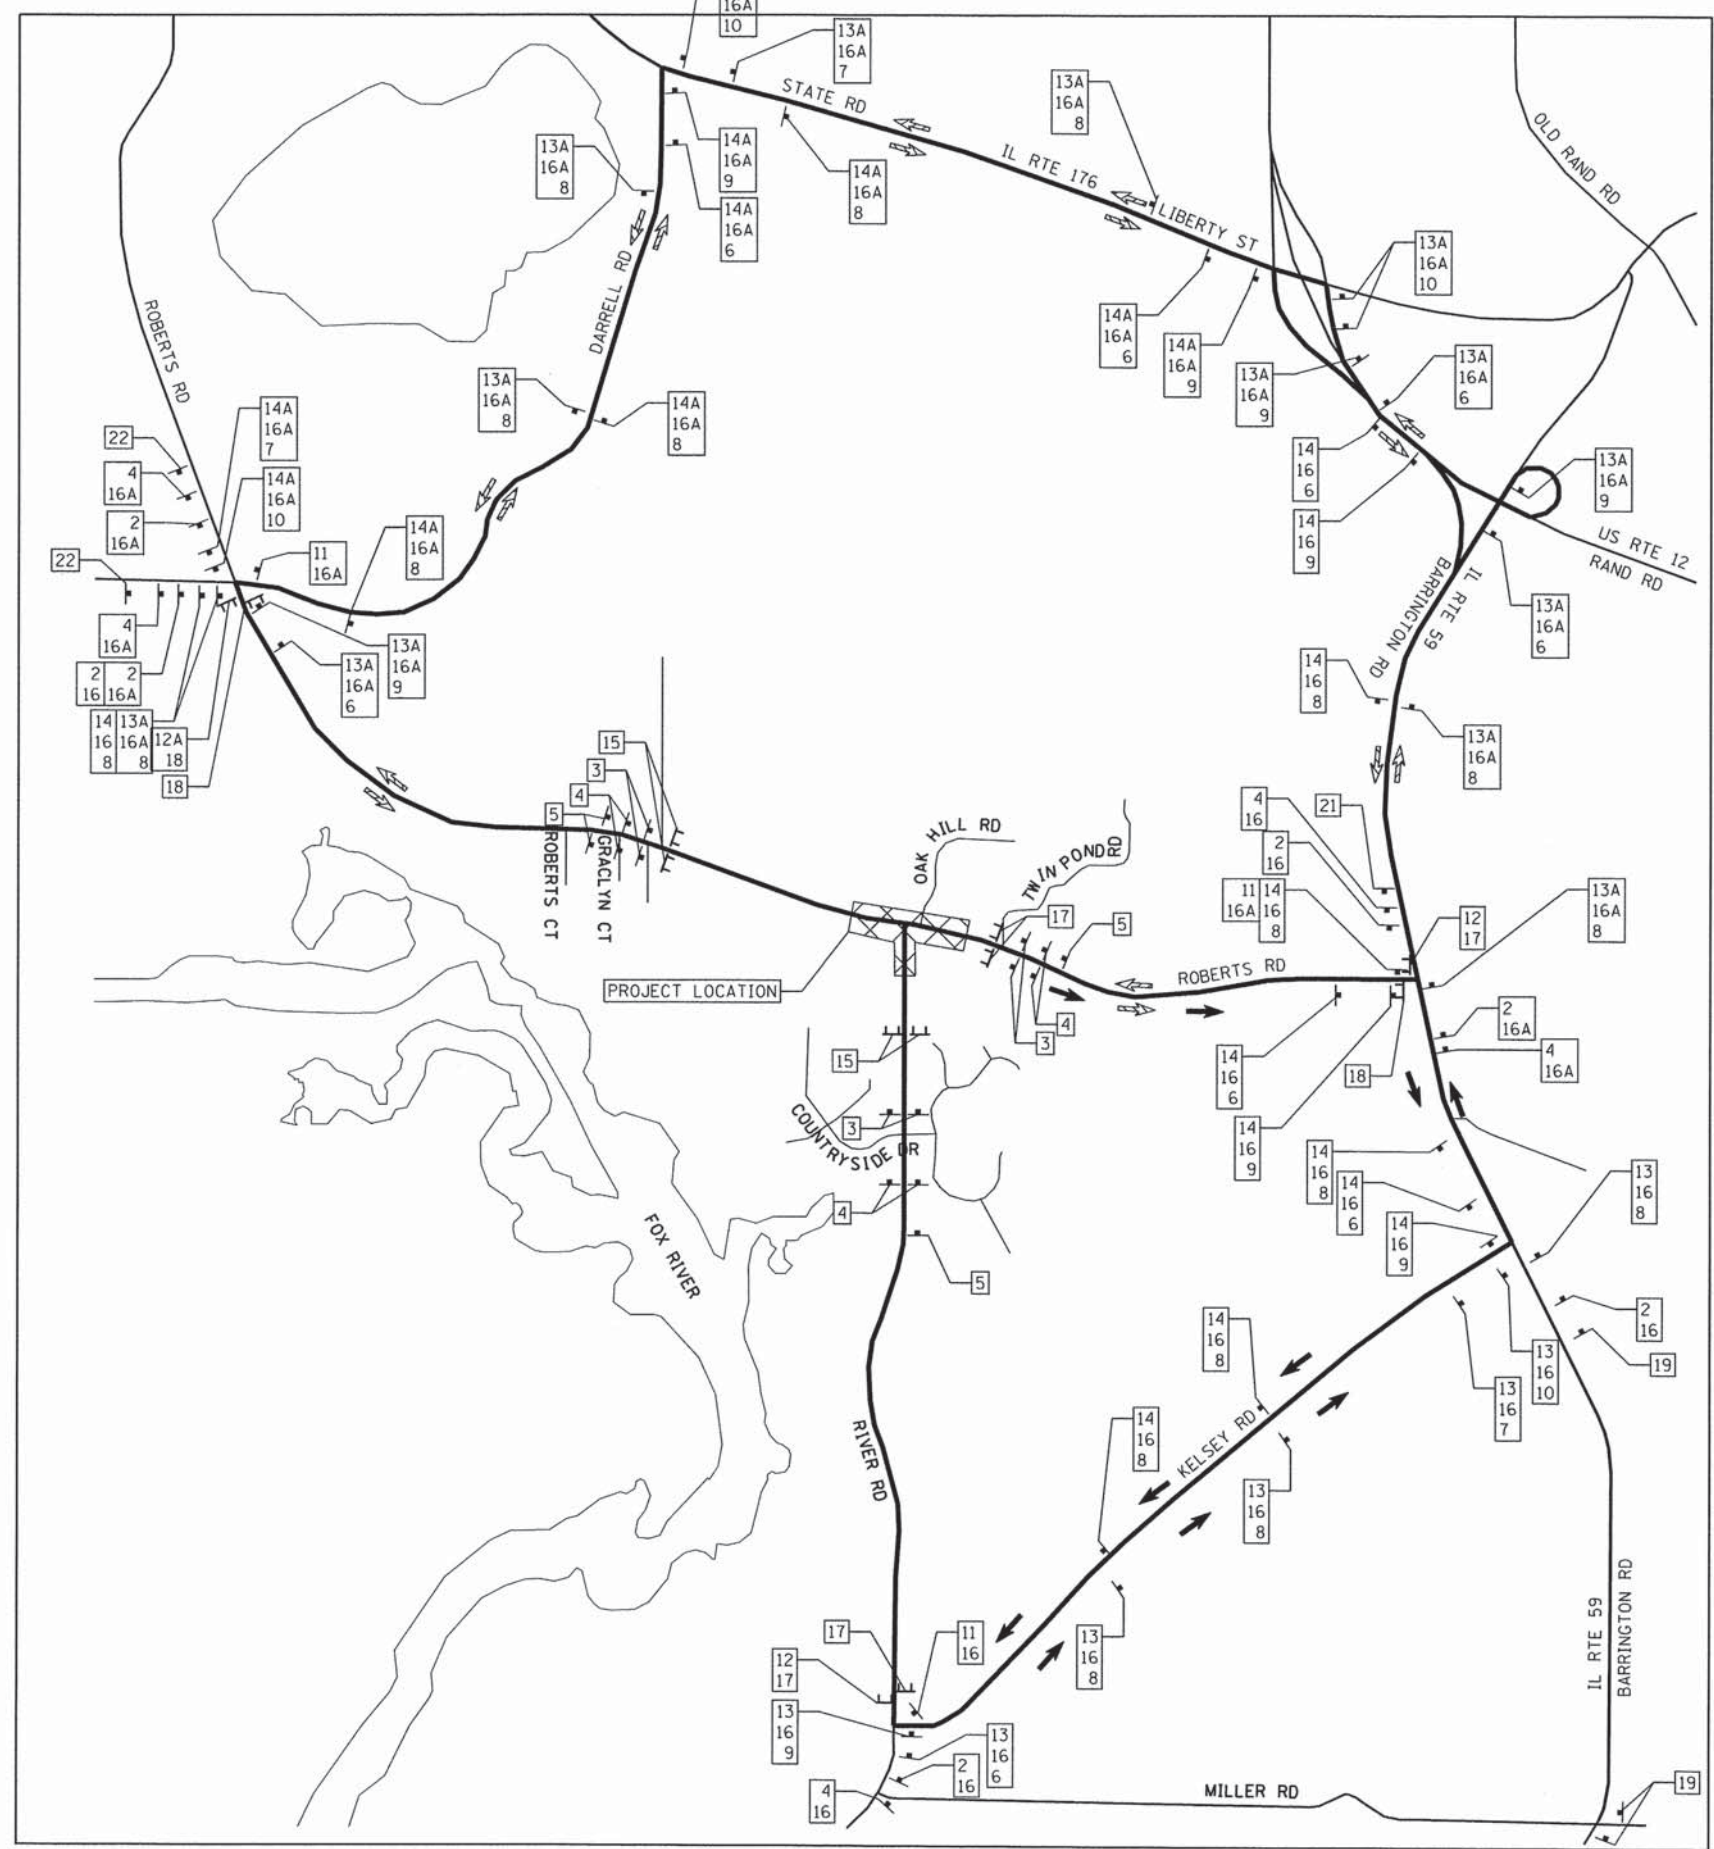 16A
10
13A
16A
7
STATE RD
13A
16A
8
OLD RAND RD
13A
16A
8
14A
16A
9
14A
16A
8
IL RTE 176
LIBERTY ST
14A
16A
6
13A
16A
10
DARRELL RD
ROBERTS RD
14A
16A
6
14A
16A
9
13A
16A
9
13A
16A
6
13A
16A
8
14A
16A
8
14A
16A
7
22
4
16A
14A
16A
10
14
16
6
13A
16A
9
2
16A
14A
16A
8
14
16
9
US RTE 12
RAND RD
22
11
16A
IL RTE 59
BARRINGTON RD
13A
16A
6
4
16A
13A
16A
9
13A
16A
6
2
16
2
16A
14
16
8
13A
16A
8
12A
18
18
14
16
8
13A
16A
8
15
3
4
5
ROBERTS CT
GRACLYN CT
OAK HILL RD
TWIN POND RD
4
16
21
2
16
11
16A
14
16
8
13A
16A
8
12
17
17
5
PROJECT LOCATION
ROBERTS RD
4
3
2
16A
4
16A
15
14
16
6
18
14
16
9
3
COUNTRYSIDE DR
14
16
8
14
16
6
13
16
8
4
FOX RIVER
14
16
9
5
2
16
14
16
8
19
13
16
10
13
16
7
RIVER RD
14
16
8
KELSEY RD
13
16
8
IL RTE 59
BARRINGTON RD
17
11
16
13
16
8
12
17
13
16
9
13
16
6
2
16
4
16
MILLER RD
19